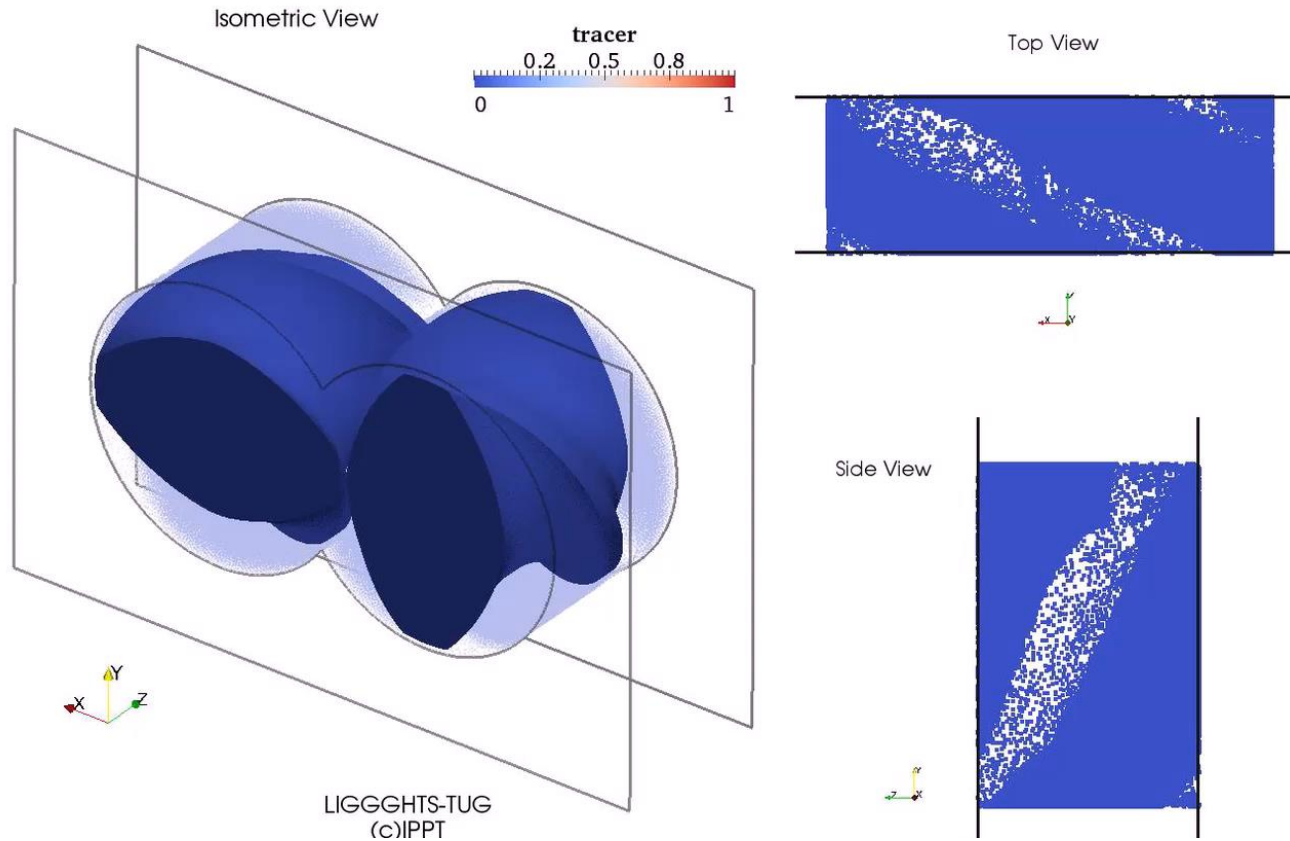 Isometric View
tracer
0.2 0.5 0.8
0 1
Top View
Y
X Y
Side View
Y
X Z
Y
Z X
LIGGGHTS-TUG
(c)IPPT